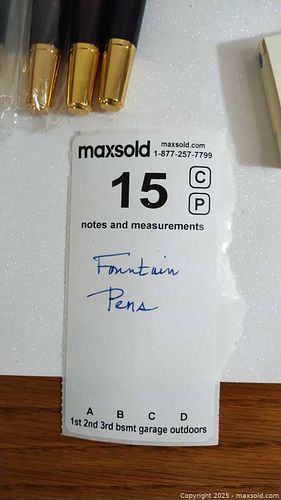 maxsold maxsold.com
1-877-257-7799
15 C
P
notes and measurements
Fountain
Pens
A B C D
1st 2nd 3rd bsmt garage outdoors
Copyright 2025 - maxsold.com